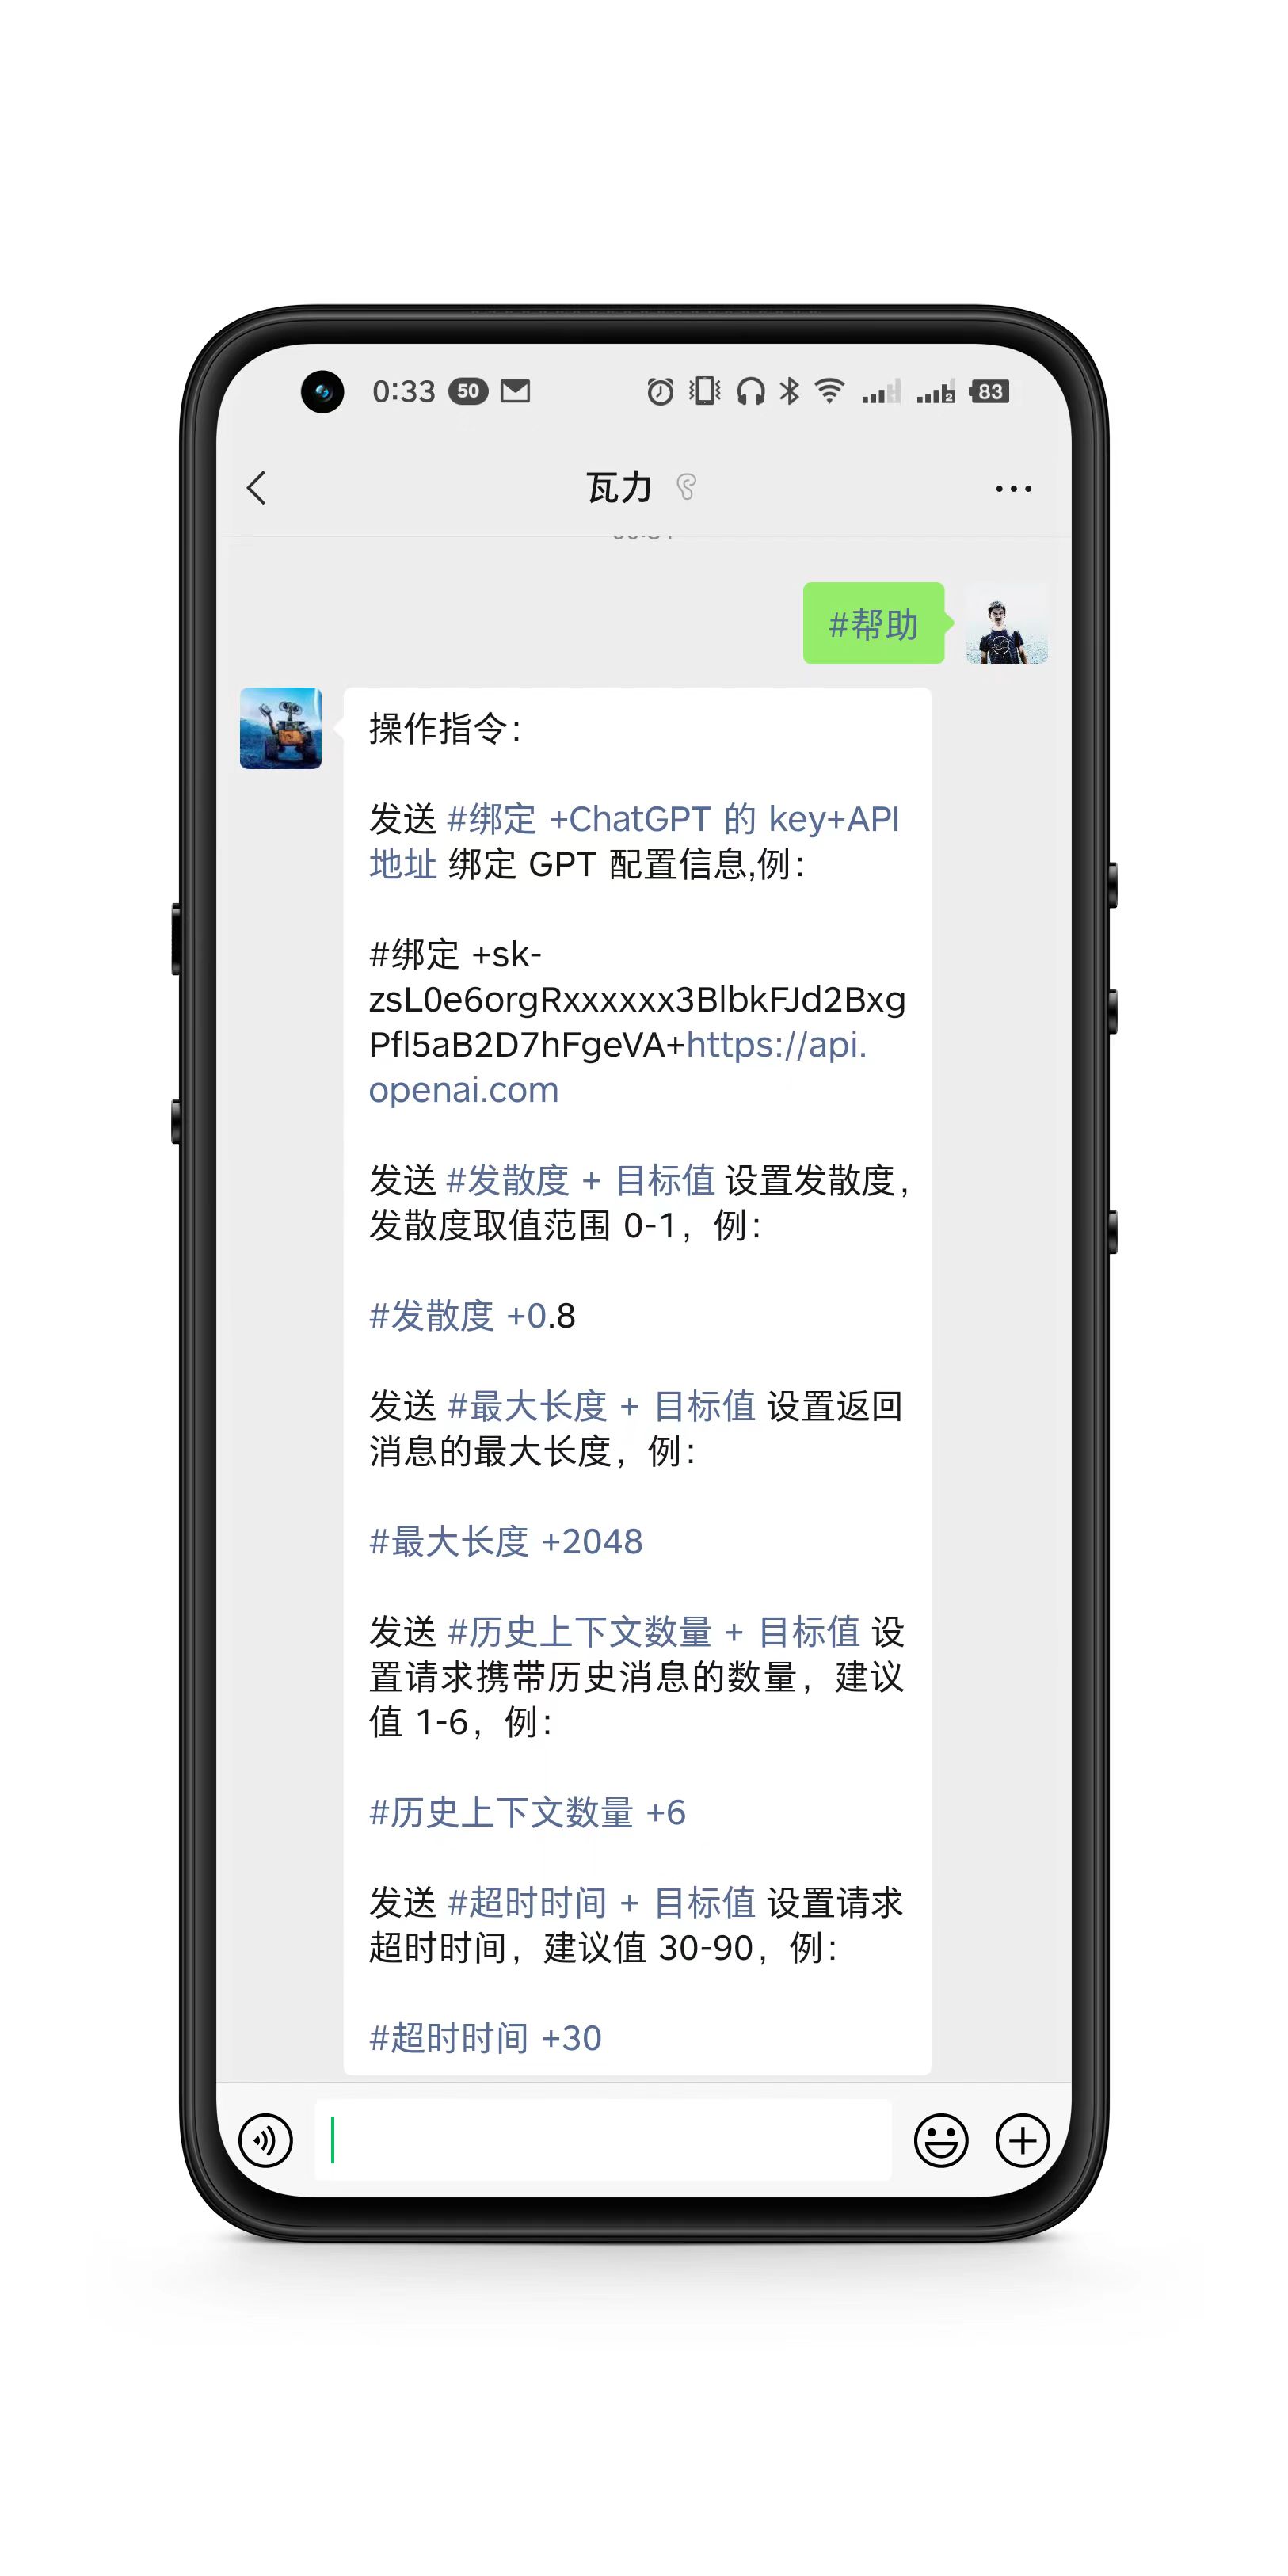 0:33 50 83
瓦力
#帮助
操作指令：
发送 #绑定 +ChatGPT 的 key+API
地址 绑定 GPT 配置信息,例：
#绑定 +sk-
zsL0e6orgRxxxxxx3BlbkFJd2Bxg
Pfl5aB2D7hFgeVA+https://api.
openai.com
发送 #发散度 + 目标值 设置发散度，
发散度取值范围 0-1，例：
#发散度 +0.8
发送 #最大长度 + 目标值 设置返回
消息的最大长度，例：
#最大长度 +2048
发送 #历史上下文数量 + 目标值 设
置请求携带历史消息的数量，建议
值 1-6，例：
#历史上下文数量 +6
发送 #超时时间 + 目标值 设置请求
超时时间，建议值 30-90，例：
#超时时间 +30